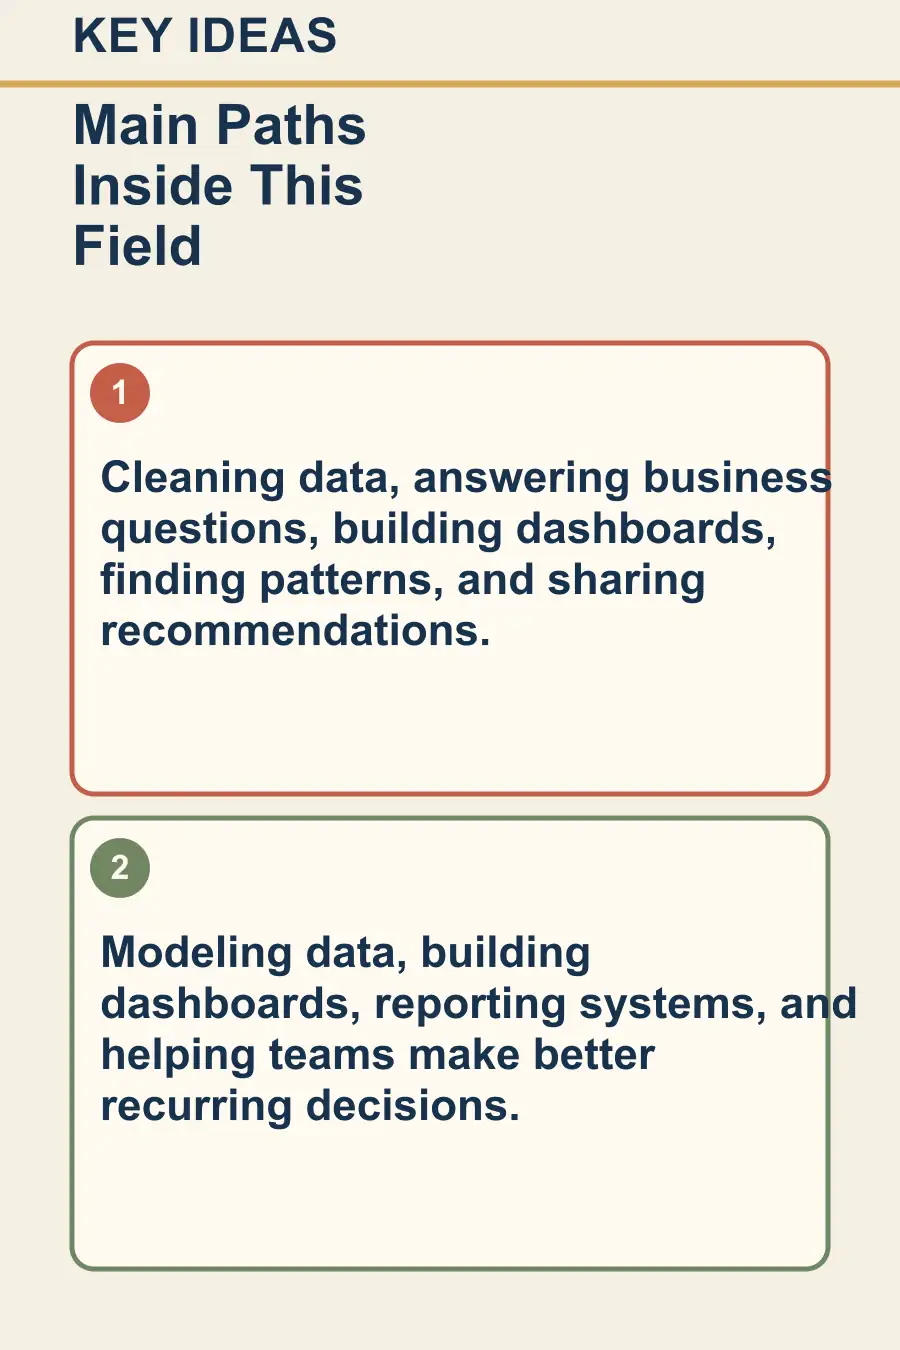 KEY IDEAS
Main Paths
Inside This
Field
1
Cleaning data, answering business
questions, building dashboards,
finding patterns, and sharing
recommendations.
2
Modeling data, building
dashboards, reporting systems, and
helping teams make better
recurring decisions.